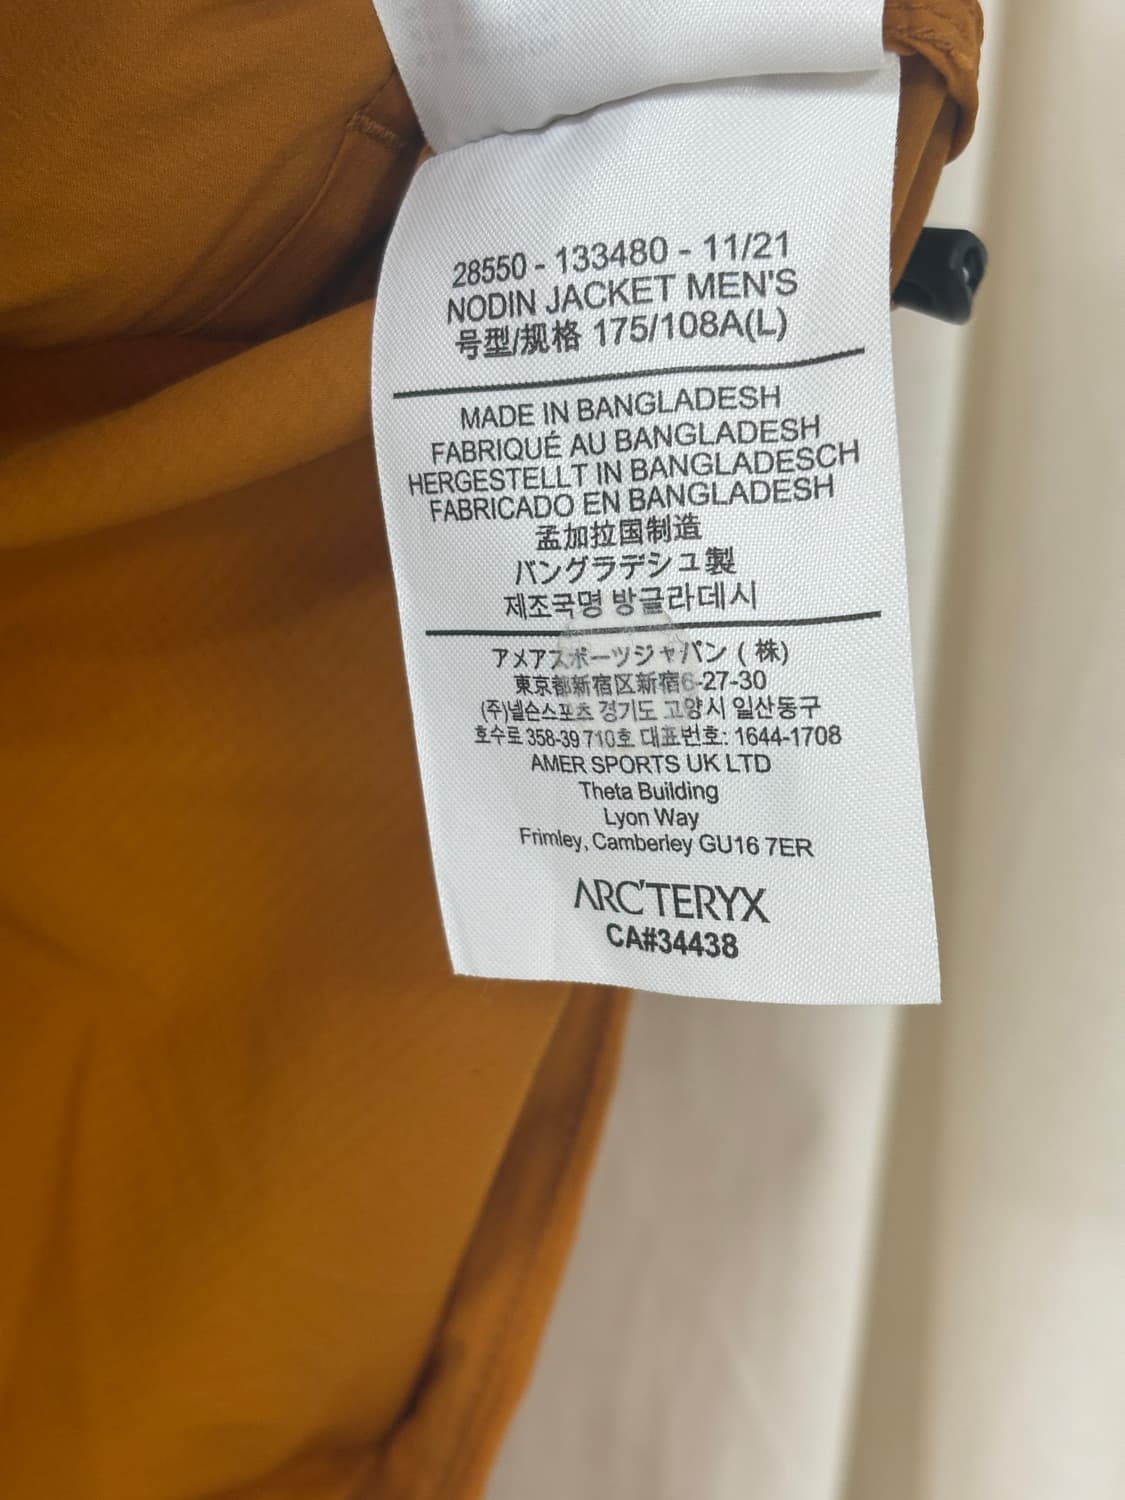 28550 - 133480 - 11/21
NODIN JACKET MEN'S
号型/规格 175/108A(L)
MADE IN BANGLADESH
FABRIQUÉ AU BANGLADESH
HERGESTELLT IN BANGLADESCH
FABRICADO EN BANGLADESH
孟加拉国制造
バングラデシュ製
제조국명 방글라데시
アメアスポーツジャパン ( 株)
東京都新宿区新宿6-27-30
(주)넬슨스포츠 경기도 고양시 일산동구
호수로 358-39 710호 대표번호: 1644-1708
AMER SPORTS UK LTD
Theta Building
Lyon Way
Frimley, Camberley GU16 7ER
ARC'TERYX
CA#34438